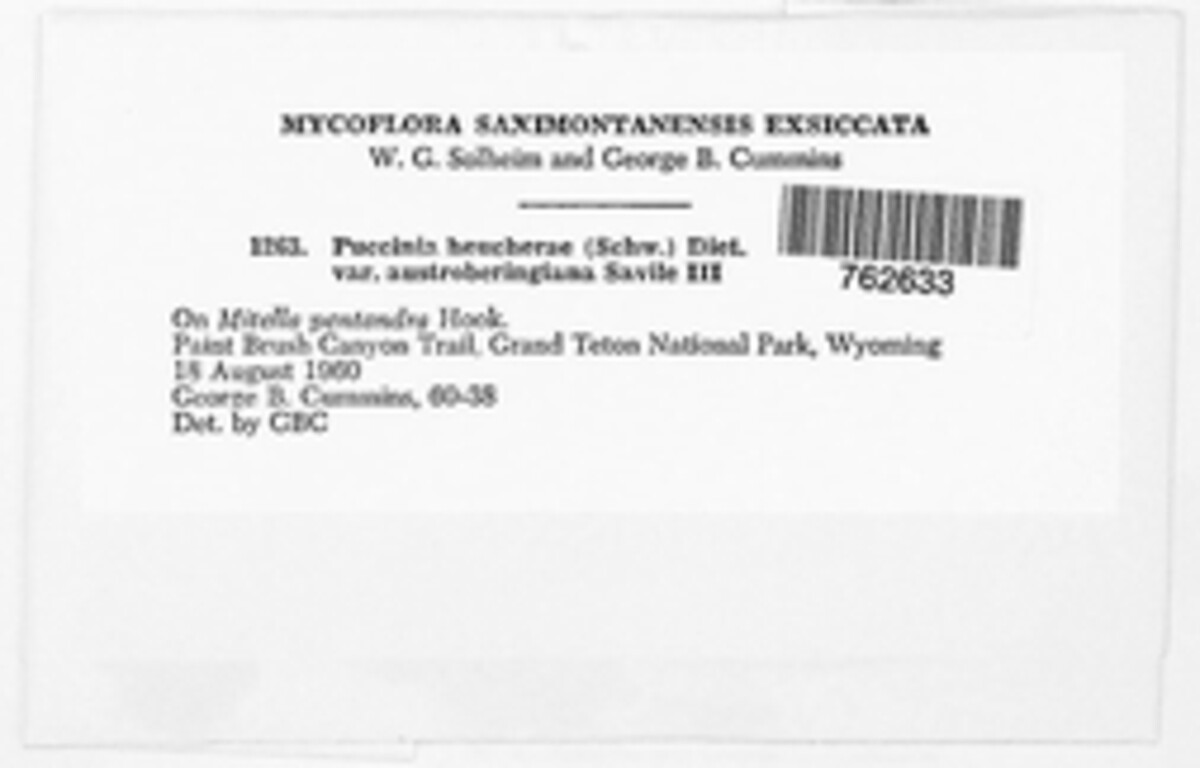 MYCOFLORA SAXIMONTANENSIS EXSICCATA
W. G. Solheim and George B. Cummins
Puccinia heucherae (Schw.) Diet.
var. austroberingiana Savile III
762633
On Mitella pentandra Hook.
Paint Brush Canyon Trail, Grand Teton National Park, Wyoming
18 August 1960
George B. Cummins, 60-38
Det. by GBC